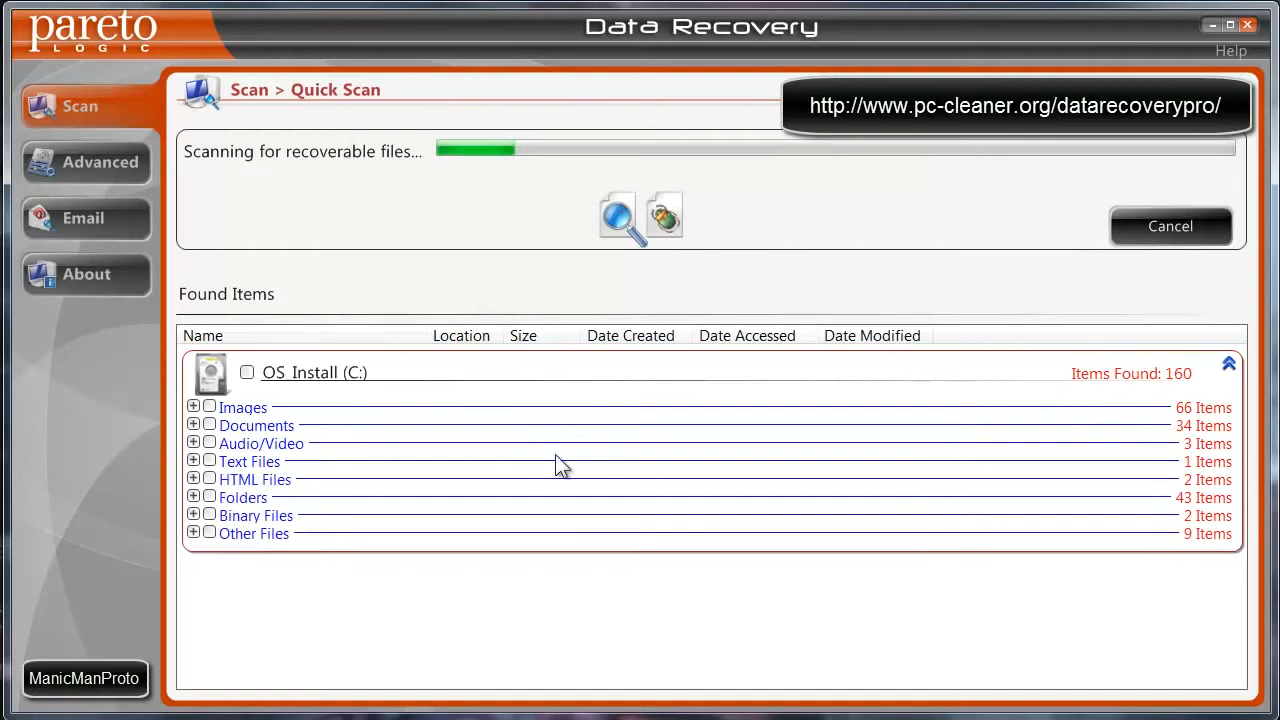 pareto
LOGIC
Data Recovery
Help
Scan
Advanced
Email
About
Scan > Quick Scan
http://www.pc-cleaner.org/datarecoverypro/
Scanning for recoverable files...
Cancel
Found Items
Name Location Size Date Created Date Accessed Date Modified
OS_Install (C:) Items Found: 160
Images 66 Items
Documents 34 Items
Audio/Video 3 Items
Text Files 1 Items
HTML Files 2 Items
Folders 43 Items
Binary Files 2 Items
Other Files 9 Items
ManicManProto